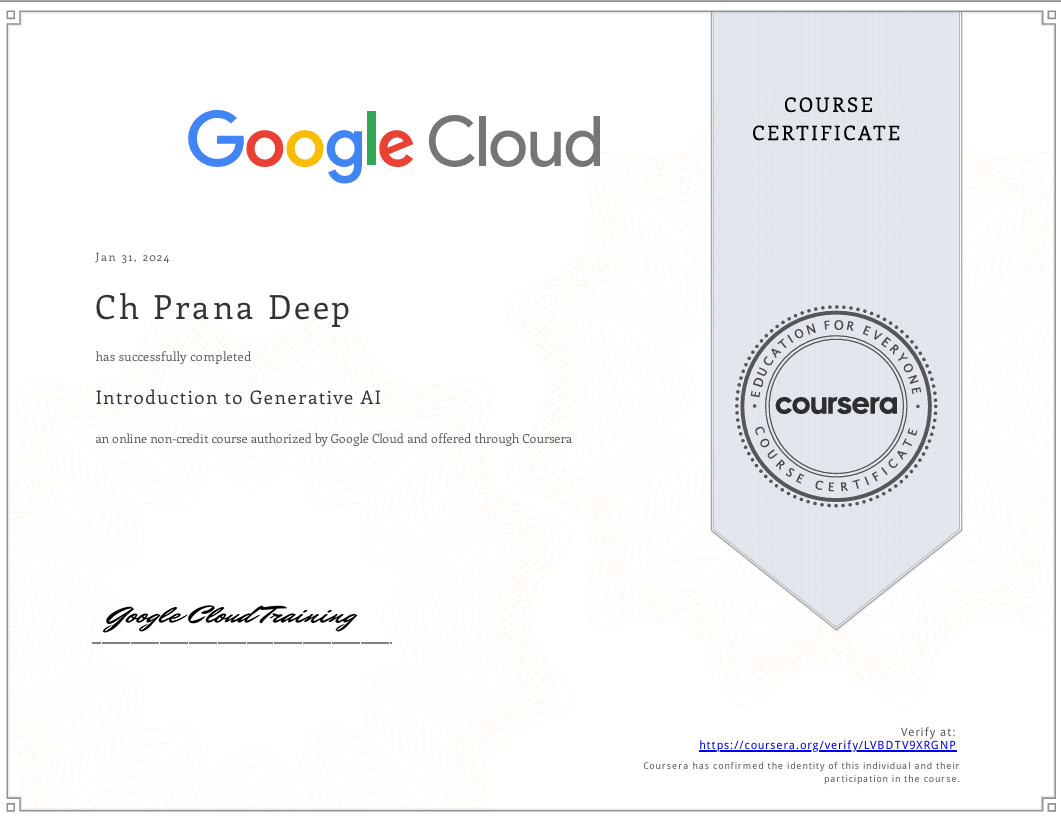 Google Cloud
COURSE
CERTIFICATE
Jan 31, 2024
Ch Prana Deep
has successfully completed
Introduction to Generative AI
an online non-credit course authorized by Google Cloud and offered through Coursera
EDUCATION FOR EVERYONE
coursera
COURSE CERTIFICATE
Google Cloud Training
Verify at:
https://coursera.org/verify/LVBDTV9XRGNP
Coursera has confirmed the identity of this individual and their
participation in the course.